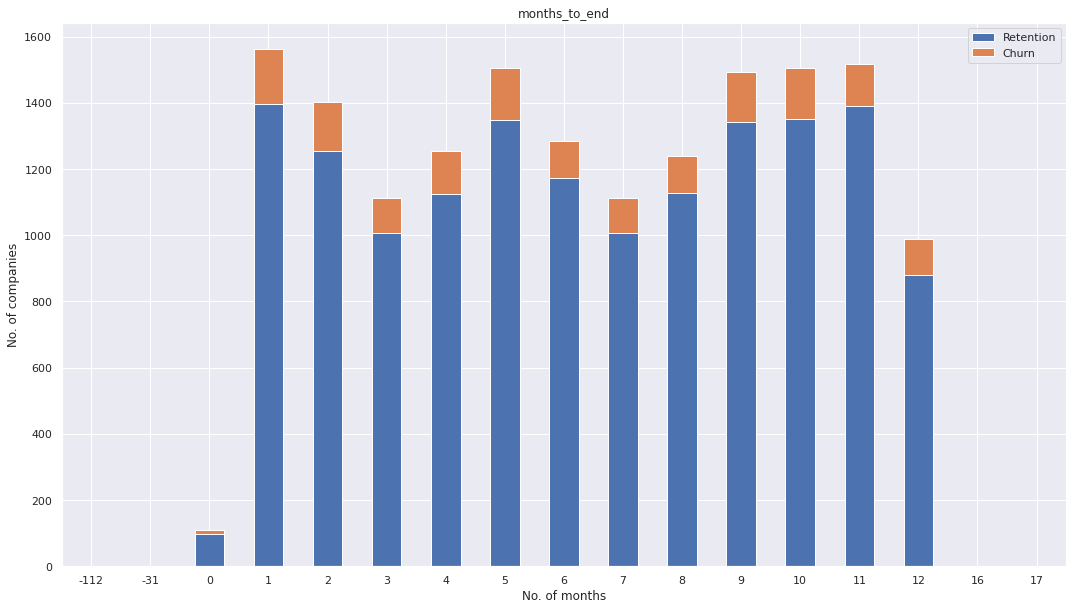 months_to_end
Retention
Churn
No. of companies
1600
1400
1200
1000
800
600
400
200
0
-112 -31 0 1 2 3 4 5 6 7 8 9 10 11 12 16 17
No. of months